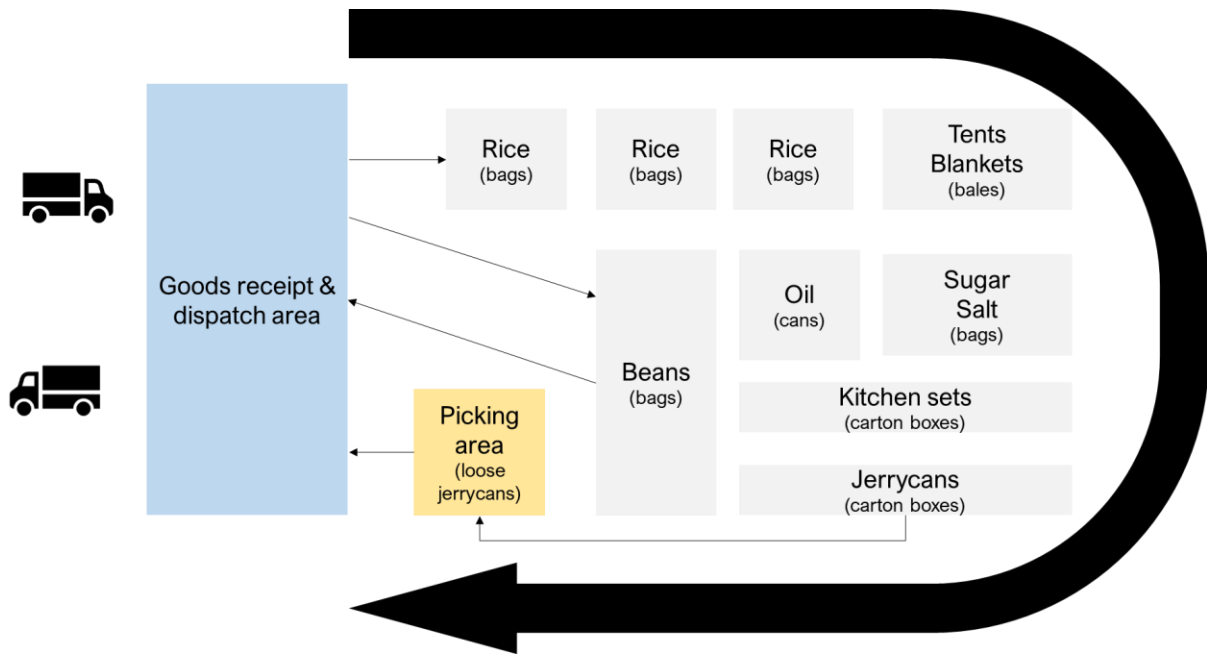 Goods receipt &
dispatch area
Rice
(bags)
Rice
(bags)
Rice
(bags)
Tents
Blankets
(bales)
Beans
(bags)
Oil
(cans)
Sugar
Salt
(bags)
Kitchen sets
(carton boxes)
Picking
area
(loose
jerrycans)
Jerrycans
(carton boxes)